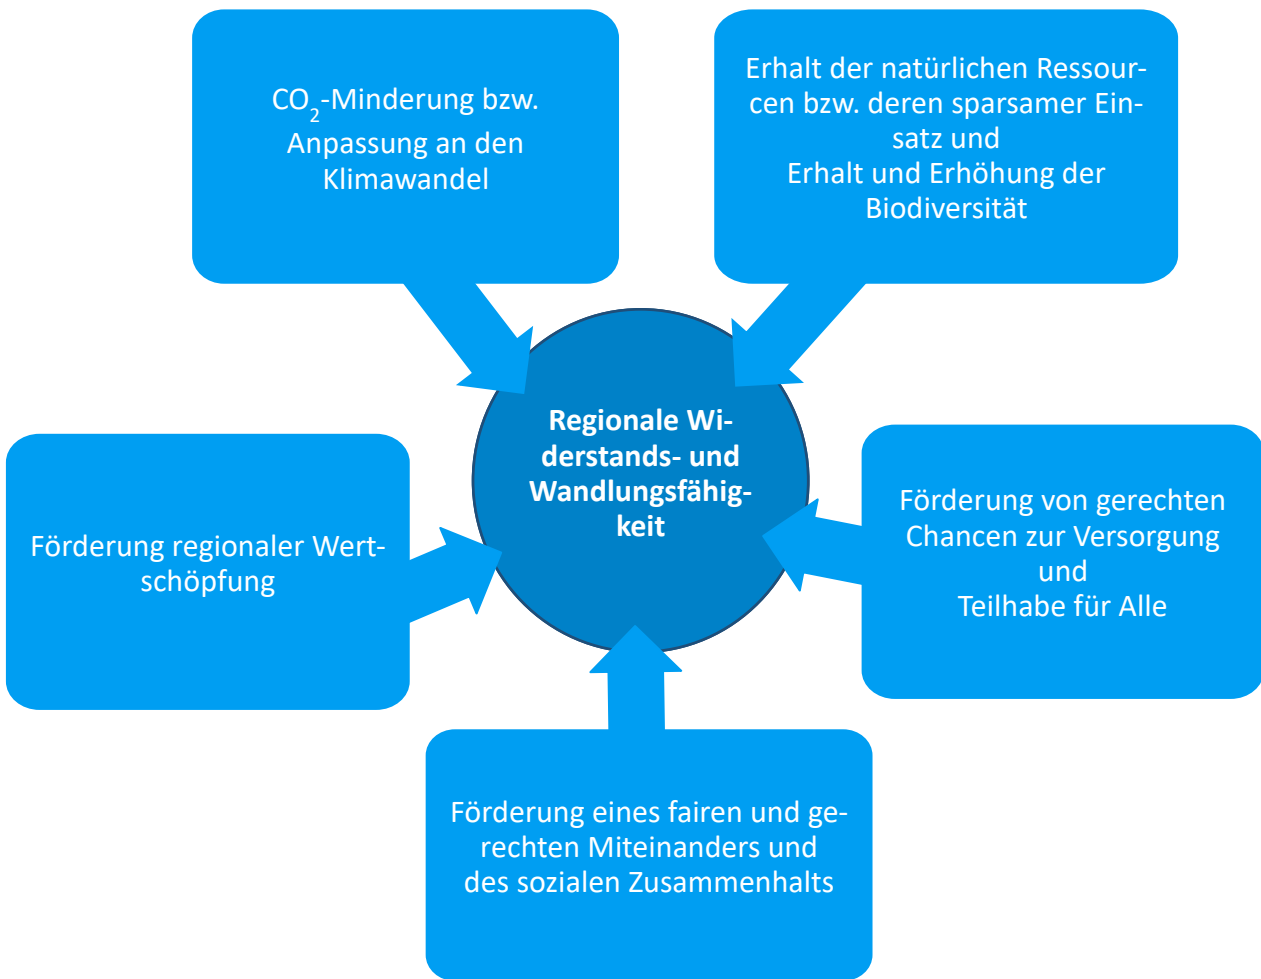 CO₂-Minderung bzw.
Anpassung an den
Klimawandel
Erhalt der natürlichen Ressour-
cen bzw. deren sparsamer Ein-
satz und
Erhalt und Erhöhung der
Biodiversität
Regionale Wi-
derstands- und
Wandlungsfähig-
keit
Förderung regionaler Wert-
schöpfung
Förderung von gerechten
Chancen zur Versorgung
und
Teilhabe für Alle
Förderung eines fairen und ge-
rechten Miteinanders und
des sozialen Zusammenhalts